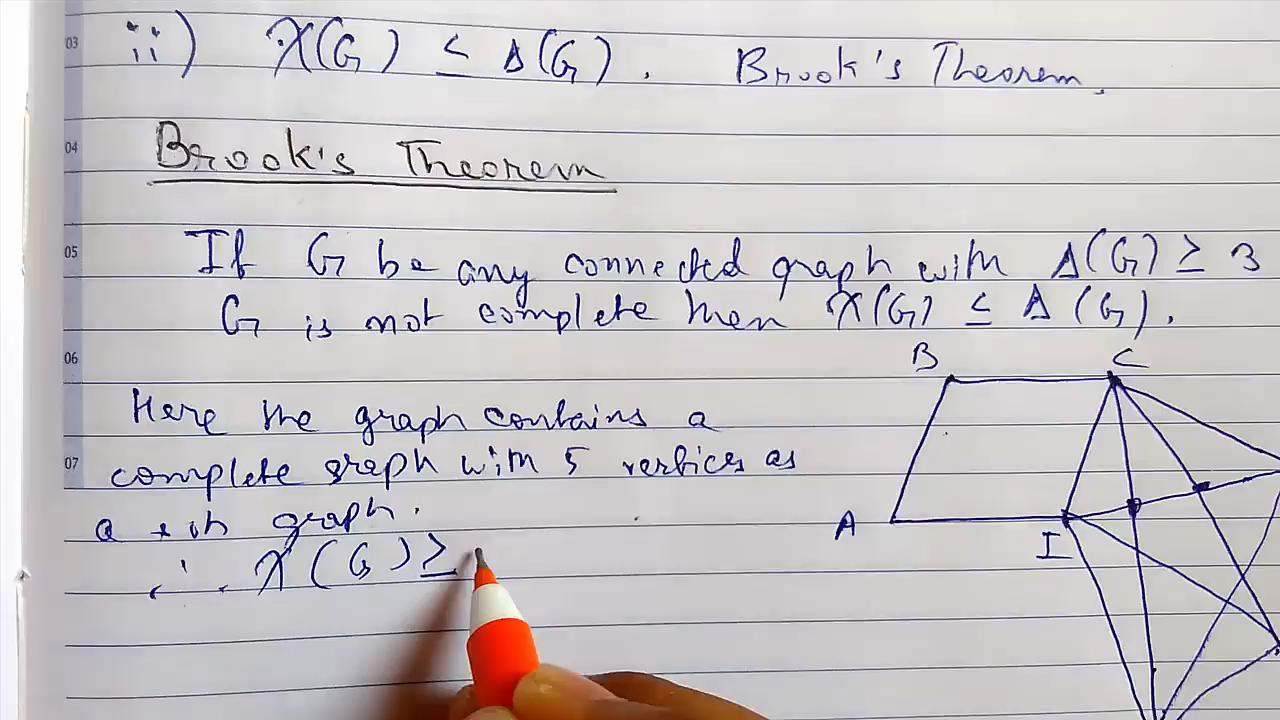 03
ii) χ(G) ≤ Δ(G). Brook's Theorem.
04
Brook's Theorem
05
If G be any connected graph with Δ(G) ≥ 3
G is not complete then χ(G) ≤ Δ(G).
06
Here the graph contains a
07
complete graph with 5 vertices as
a graph.
∴ χ(G) ≥
B
C
A
I